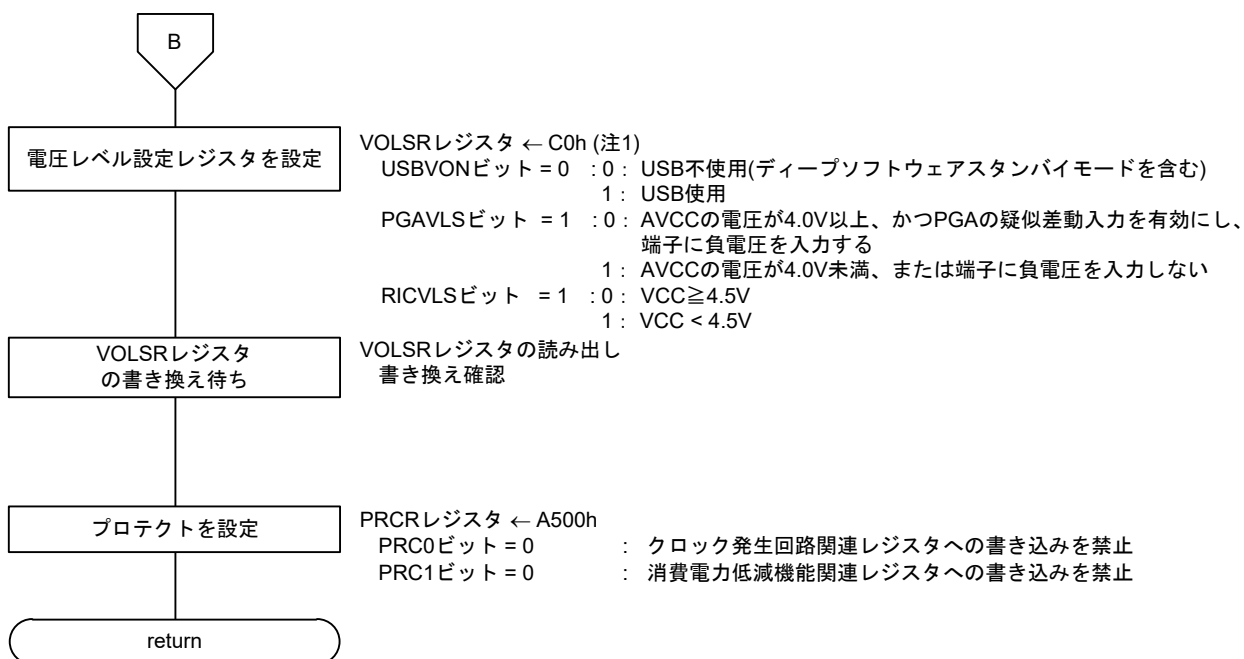 B
電圧レベル設定レジスタを設定
VOLSRレジスタ ← C0h (注1)
USBVONビット = 0 : 0 : USB不使用(ディープソフトウェアスタンバイモードを含む)
1 : USB使用
PGAVLSビット = 1 : 0 : AVCCの電圧が4.0V以上、かつPGAの疑似差動入力を有効にし、
端子に負電圧を入力する
1 : AVCCの電圧が4.0V未満、または端子に負電圧を入力しない
RICVLSビット = 1 : 0 : VCC≧4.5V
1 : VCC < 4.5V
VOLSRレジスタ
の書き換え待ち
VOLSRレジスタの読み出し
書き換え確認
プロテクトを設定
PRCRレジスタ ← A500h
PRC0ビット = 0 : クロック発生回路関連レジスタへの書き込みを禁止
PRC1ビット = 0 : 消費電力低減機能関連レジスタへの書き込みを禁止
return